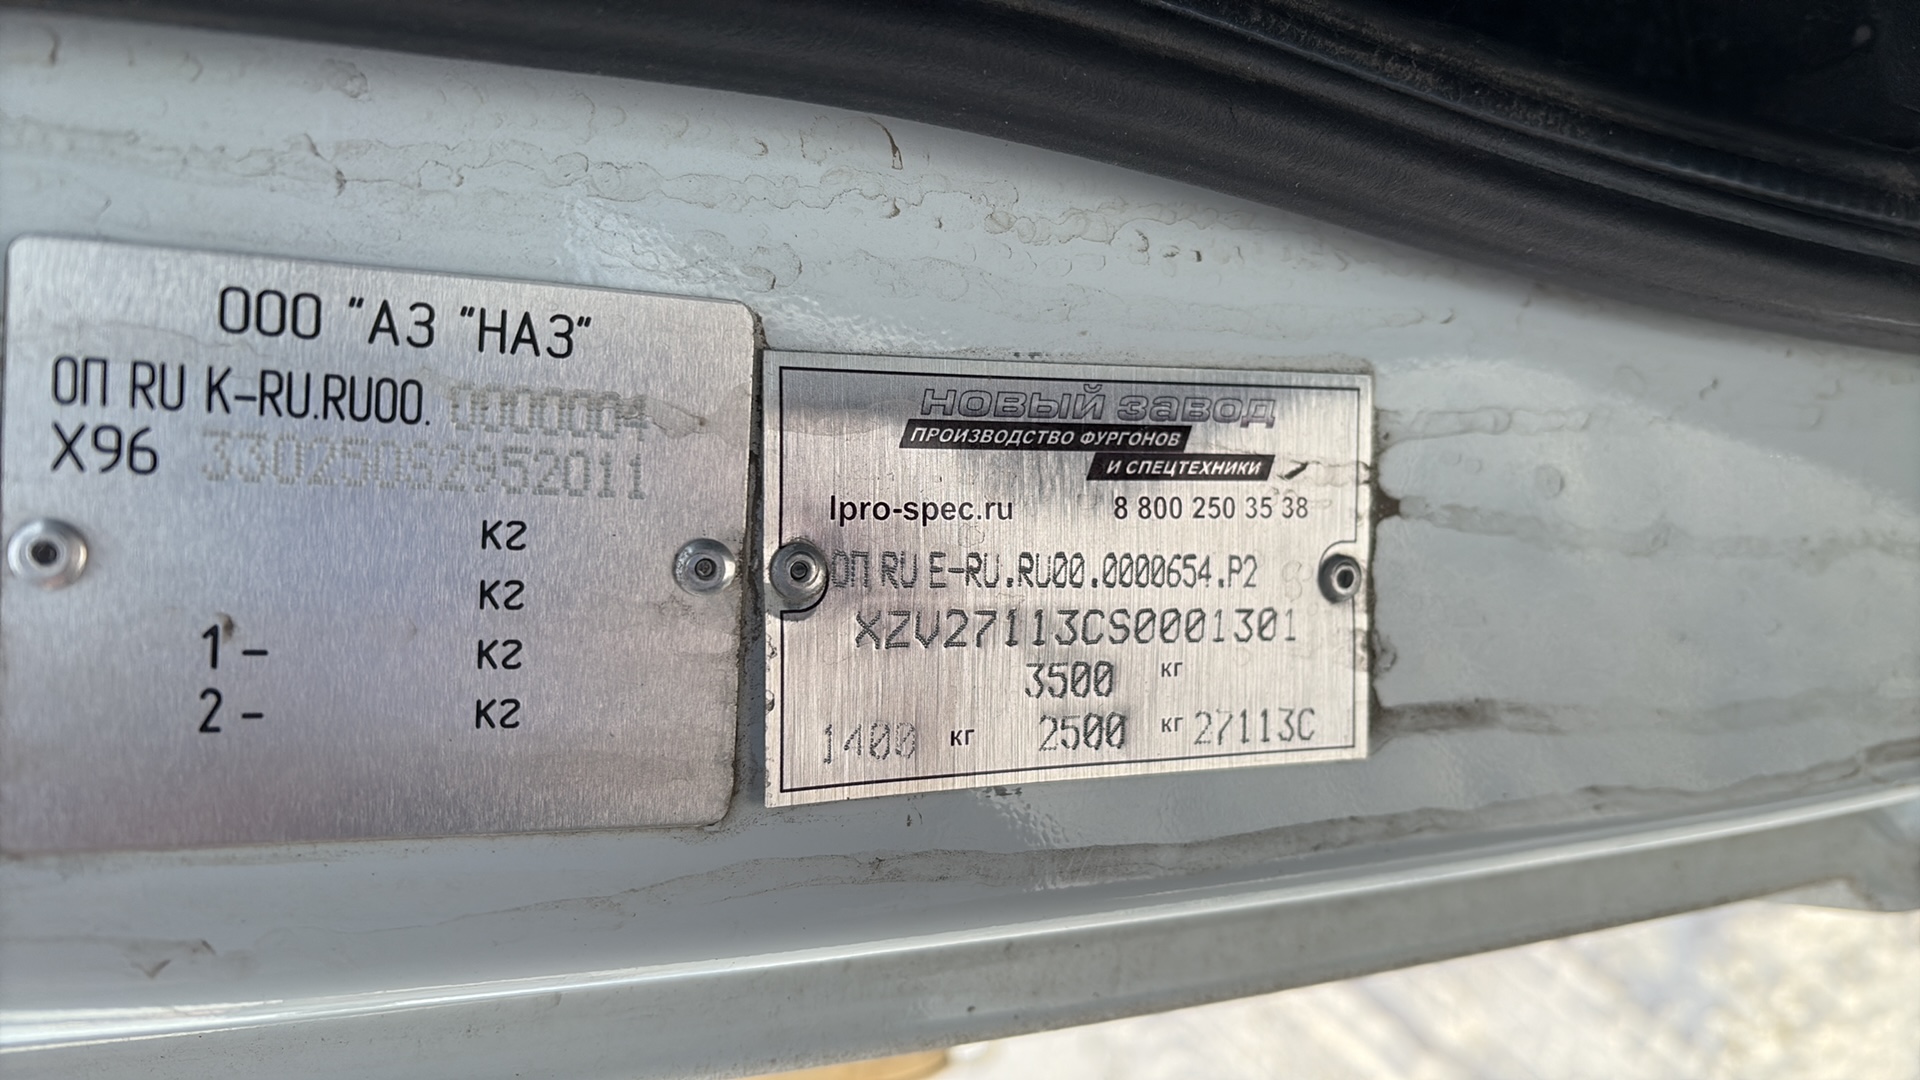 ООО "АЗ "НАЗ"
ОП RU К-RU.RU00. 0000004
X96 330250S2952011
кг
кг
1 – кг
2 – кг
НОВЫЙ ЗАВОД
ПРОИЗВОДСТВО ФУРГОНОВ
И СПЕЦТЕХНИКИ
lpro-spec.ru 8 800 250 35 38
ОП RU E-RU.RU00.0000654.P2
XZV27113CS0001301
3500 кг
1400 кг 2500 кг 27113C